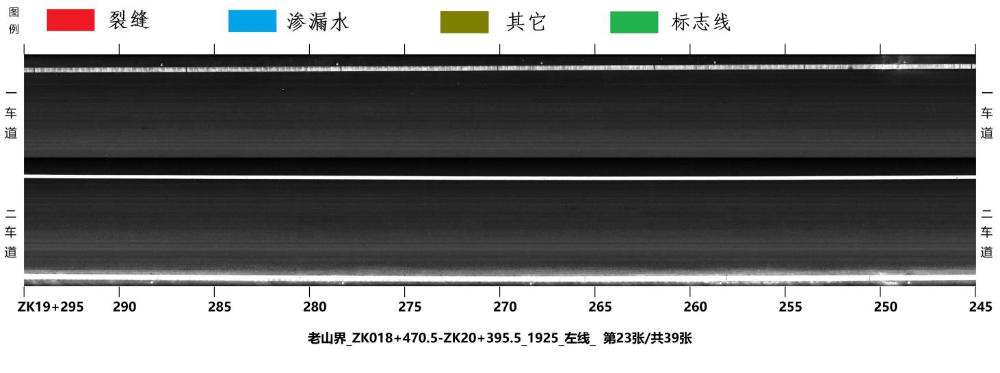 图例
裂缝 渗漏水 其它 标志线
一车道 一车道
二车道 二车道
ZK19+295 290 285 280 275 270 265 260 255 250 245
老山界_ZK018+470.5-ZK20+395.5_1925_左线_ 第23张/共39张